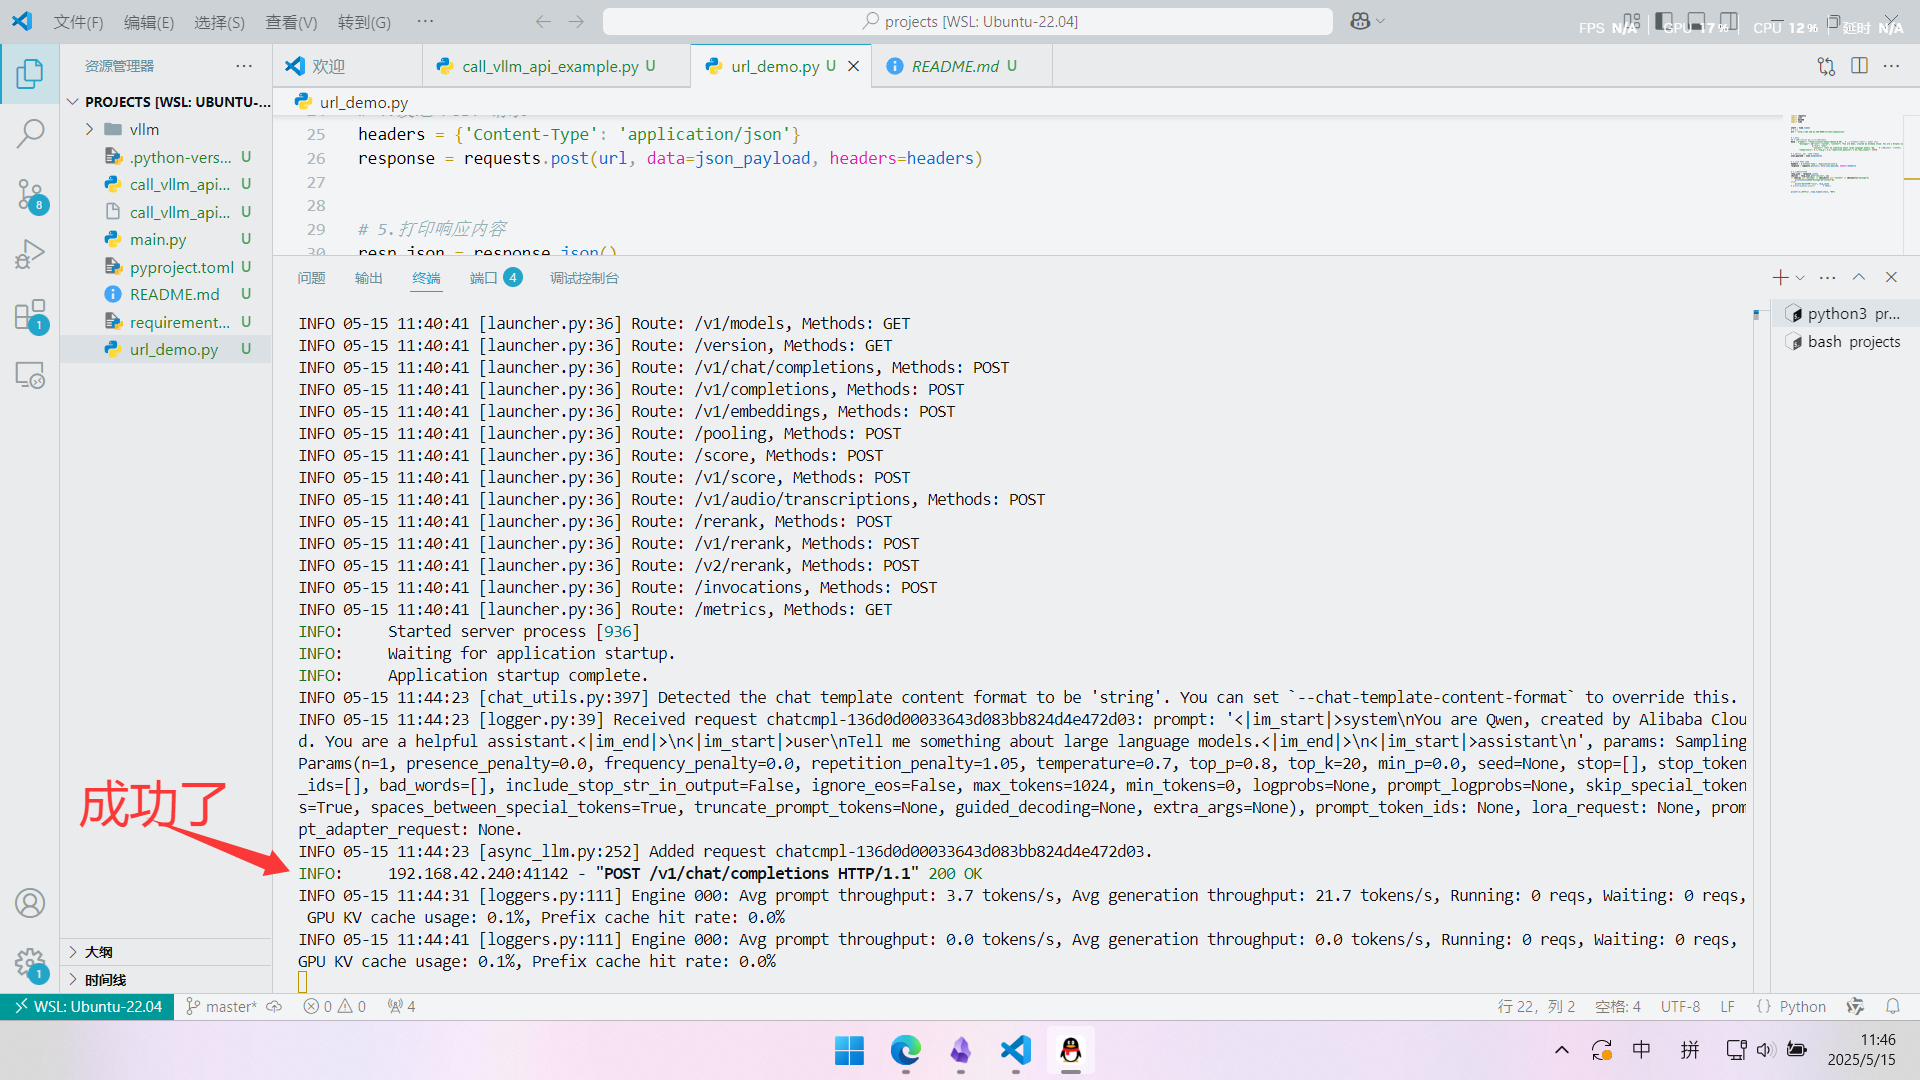 文件(F) 编辑(E) 选择(S) 查看(V) 转到(G) ···
projects [WSL: Ubuntu-22.04]
FPS N/A GPU 17 % CPU 12 % 延时 N/A
资源管理器 ···
欢迎
call_vllm_api_example.py U
url_demo.py U
README.md U
PROJECTS [WSL: UBUNTU-...
vllm
.python-vers... U
call_vllm_api... U
call_vllm_api... U
main.py U
pyproject.toml U
README.md U
requirement... U
url_demo.py U
8
1
1
大纲
时间线
url_demo.py
25 headers = {'Content-Type': 'application/json'}
26 response = requests.post(url, data=json_payload, headers=headers)
27
28
29 # 5.打印响应内容
30 resp_json = response.json()
问题 输出 终端 端口 4 调试控制台
python3 pr...
bash projects
INFO 05-15 11:40:41 [launcher.py:36] Route: /v1/models, Methods: GET
INFO 05-15 11:40:41 [launcher.py:36] Route: /version, Methods: GET
INFO 05-15 11:40:41 [launcher.py:36] Route: /v1/chat/completions, Methods: POST
INFO 05-15 11:40:41 [launcher.py:36] Route: /v1/completions, Methods: POST
INFO 05-15 11:40:41 [launcher.py:36] Route: /v1/embeddings, Methods: POST
INFO 05-15 11:40:41 [launcher.py:36] Route: /pooling, Methods: POST
INFO 05-15 11:40:41 [launcher.py:36] Route: /score, Methods: POST
INFO 05-15 11:40:41 [launcher.py:36] Route: /v1/score, Methods: POST
INFO 05-15 11:40:41 [launcher.py:36] Route: /v1/audio/transcriptions, Methods: POST
INFO 05-15 11:40:41 [launcher.py:36] Route: /rerank, Methods: POST
INFO 05-15 11:40:41 [launcher.py:36] Route: /v1/rerank, Methods: POST
INFO 05-15 11:40:41 [launcher.py:36] Route: /v2/rerank, Methods: POST
INFO 05-15 11:40:41 [launcher.py:36] Route: /invocations, Methods: POST
INFO 05-15 11:40:41 [launcher.py:36] Route: /metrics, Methods: GET
INFO: Started server process [936]
INFO: Waiting for application startup.
INFO: Application startup complete.
INFO 05-15 11:44:23 [chat_utils.py:397] Detected the chat template content format to be 'string'. You can set `--chat-template-content-format` to override this.
INFO 05-15 11:44:23 [logger.py:39] Received request chatcmpl-136d0d00033643d083bb824d4e472d03: prompt: '<|im_start|>system\nYou are Qwen, created by Alibaba Clou
d. You are a helpful assistant.<|im_end|>\n<|im_start|>user\nTell me something about large language models.<|im_end|>\n<|im_start|>assistant\n', params: Sampling
Params(n=1, presence_penalty=0.0, frequency_penalty=0.0, repetition_penalty=1.05, temperature=0.7, top_p=0.8, top_k=20, min_p=0.0, seed=None, stop=[], stop_token
_ids=[], bad_words=[], include_stop_str_in_output=False, ignore_eos=False, max_tokens=1024, min_tokens=0, logprobs=None, prompt_logprobs=None, skip_special_token
s=True, spaces_between_special_tokens=True, truncate_prompt_tokens=None, guided_decoding=None, extra_args=None), prompt_token_ids: None, lora_request: None, prom
pt_adapter_request: None.
INFO 05-15 11:44:23 [async_llm.py:252] Added request chatcmpl-136d0d00033643d083bb824d4e472d03.
INFO: 192.168.42.240:41142 - "POST /v1/chat/completions HTTP/1.1" 200 OK
INFO 05-15 11:44:31 [loggers.py:111] Engine 000: Avg prompt throughput: 3.7 tokens/s, Avg generation throughput: 21.7 tokens/s, Running: 0 reqs, Waiting: 0 reqs,
GPU KV cache usage: 0.1%, Prefix cache hit rate: 0.0%
INFO 05-15 11:44:41 [loggers.py:111] Engine 000: Avg prompt throughput: 0.0 tokens/s, Avg generation throughput: 0.0 tokens/s, Running: 0 reqs, Waiting: 0 reqs,
GPU KV cache usage: 0.1%, Prefix cache hit rate: 0.0%
成功了
WSL: Ubuntu-22.04 master* 0 0 4 行 22，列 2 空格: 4 UTF-8 LF {} Python
中 拼
11:46
2025/5/15